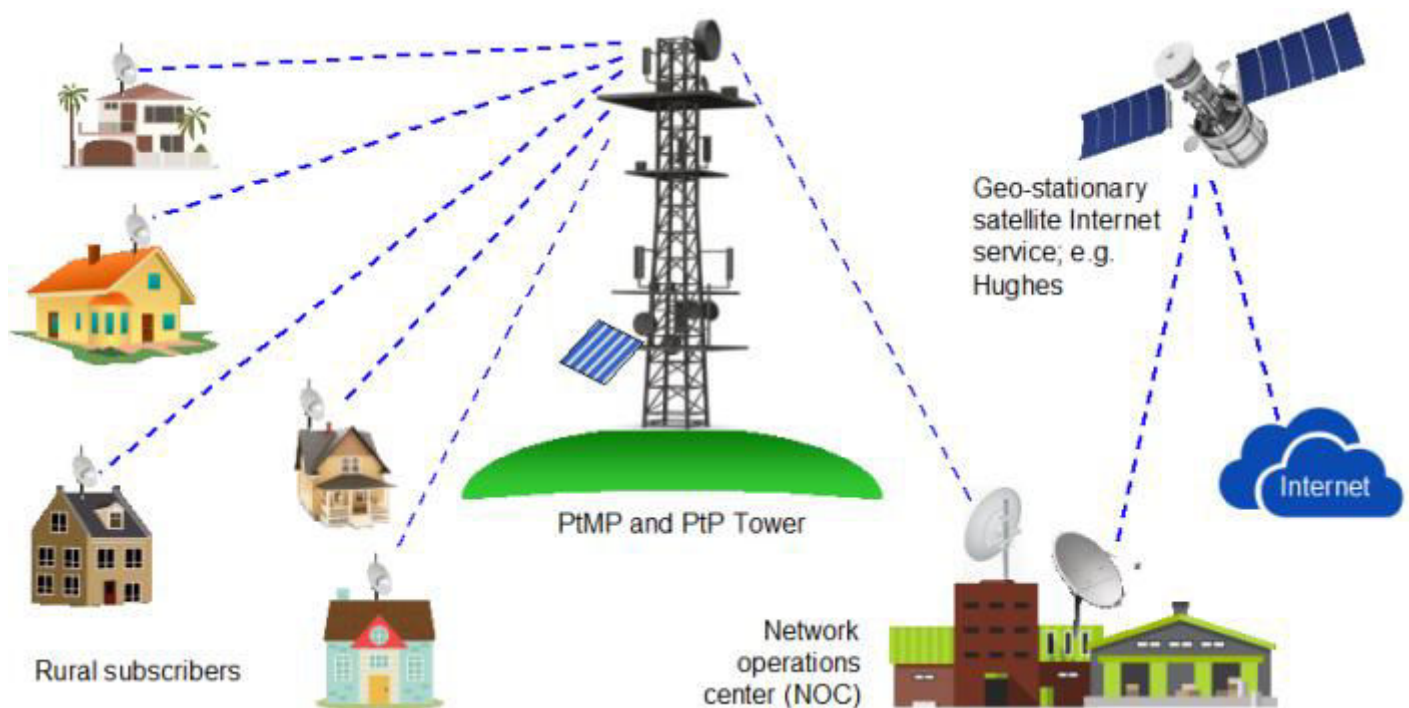 Geo-stationary
satellite Internet
service; e.g.
Hughes
Internet
PtMP and PtP Tower
Network
operations
center (NOC)
Rural subscribers